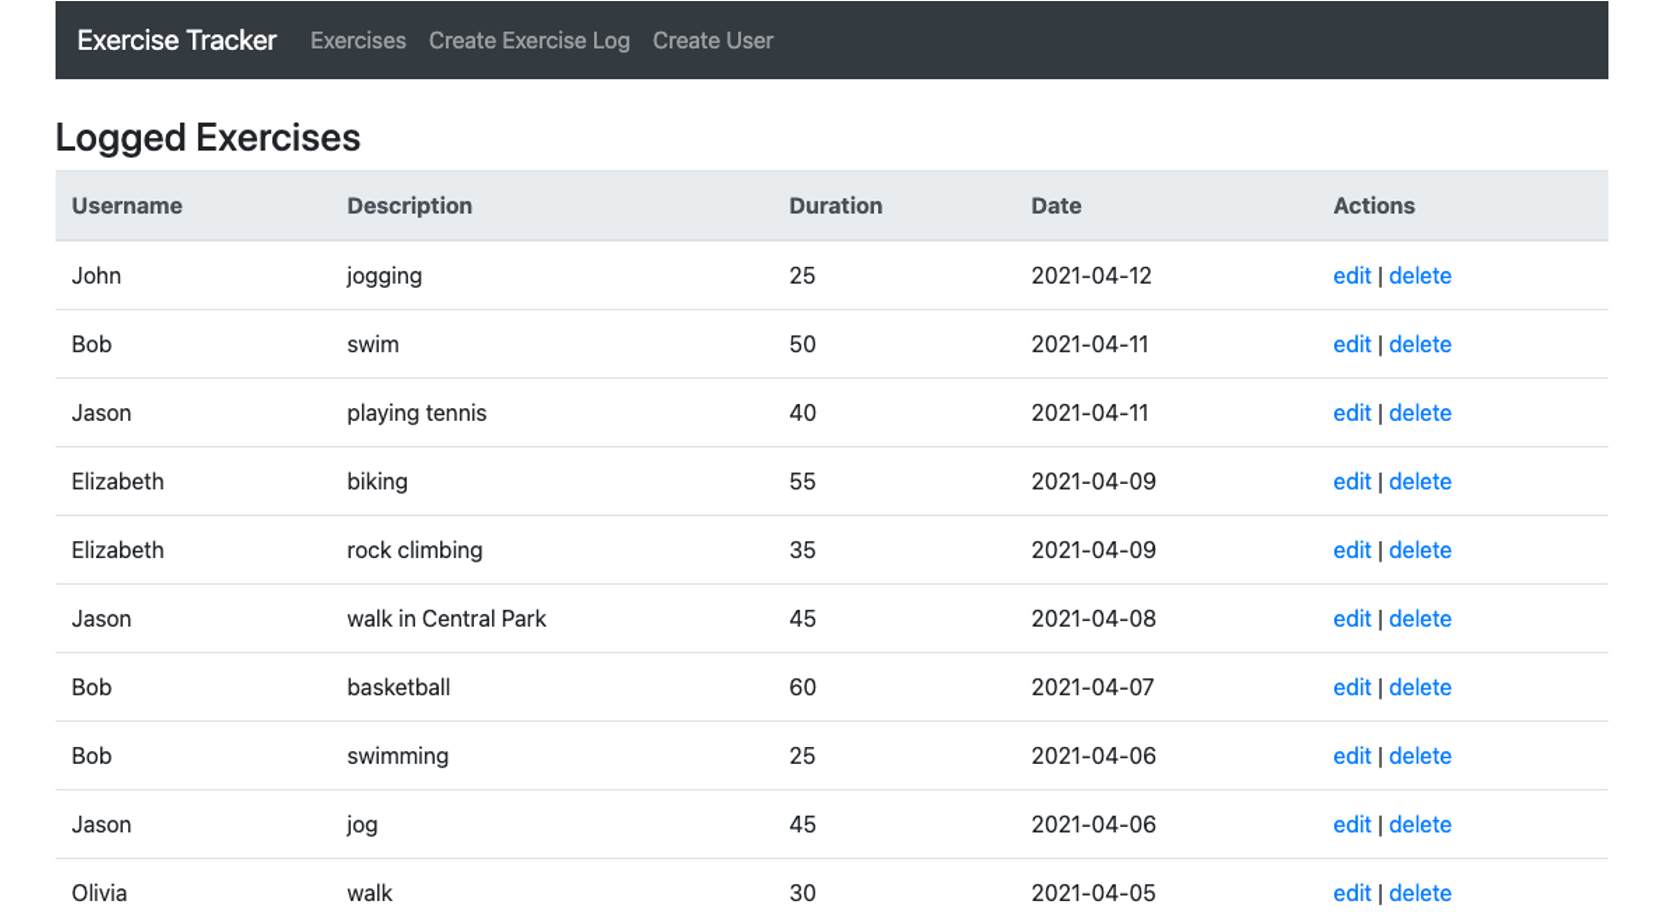 Exercise Tracker Exercises Create Exercise Log Create User
Logged Exercises
Username Description Duration Date Actions
John jogging 25 2021-04-12 edit | delete
Bob swim 50 2021-04-11 edit | delete
Jason playing tennis 40 2021-04-11 edit | delete
Elizabeth biking 55 2021-04-09 edit | delete
Elizabeth rock climbing 35 2021-04-09 edit | delete
Jason walk in Central Park 45 2021-04-08 edit | delete
Bob basketball 60 2021-04-07 edit | delete
Bob swimming 25 2021-04-06 edit | delete
Jason jog 45 2021-04-06 edit | delete
Olivia walk 30 2021-04-05 edit | delete